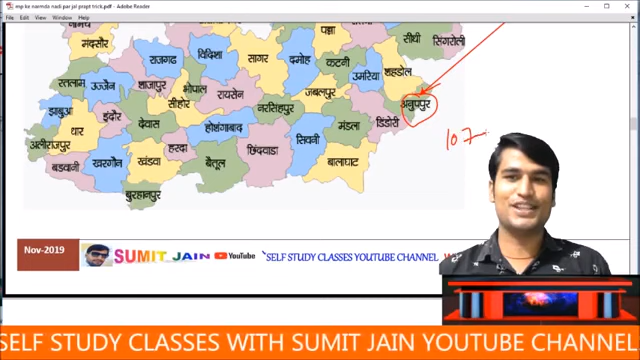 mp ke narmda nadi par jal prapt trick.pdf - Adobe Reader
File Edit View Window Help
पन्ना
मंदसौर
सीधी
सिंगरौली
राजगढ
विदिशा
सागर
दमोह
कटनी
उमरिया
शहडोल
रतलाम
उज्जैन
शाजापुर
भोपाल
रायसेन
जबलपुर
अनुपपुर
झाबुआ
इंदौर
देवास
सीहोर
नरसिंहपुर
डिडोरी
धार
होशंगाबाद
सिवनी
मंडला
अलीराजपुर
बड़वानी
खरगौन
खंडवा
हरदा
बैतूल
छिंदवाडा
बालाघाट
बुरहानपुर
107
Nov-2019
SUMIT_JAIN YouTube
`SELF STUDY CLASSES YOUTUBE CHANNEL
SELF STUDY CLASSES WITH SUMIT JAIN YOUTUBE CHANNEL